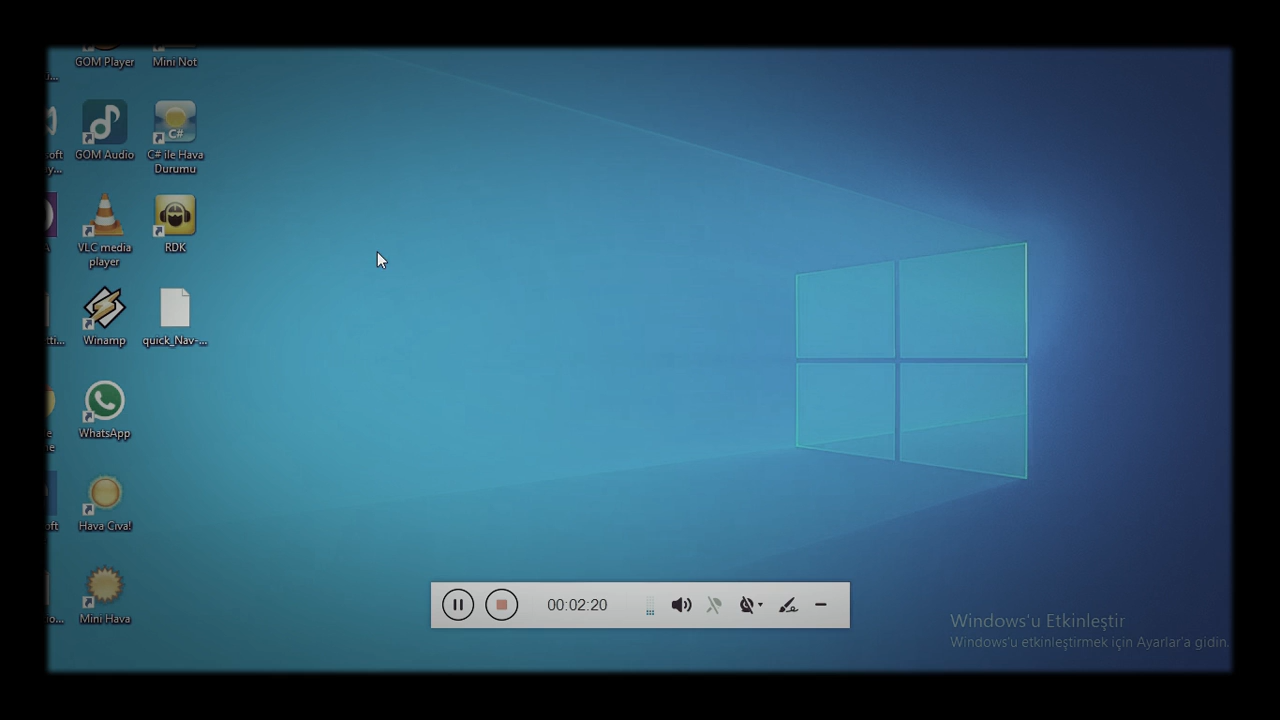 GOM Player
Mini Not
GOM Audio
C#
C# ile Hava
Durumu
VLC media
player
RDK
Winamp
quick_Nav-...
WhatsApp
Hava Civa!
Mini Hava
00:02:20
Windows'u Etkinleştir
Windows'u etkinleştirmek için Ayarlar'a gidin.